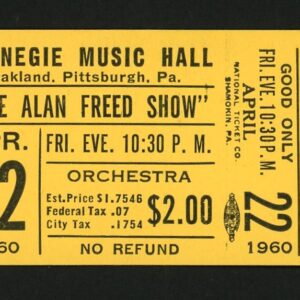 NEGIE MUSIC HALL
akland, Pittsburgh, Pa.
E ALAN FREED SHOW"
PR.
2
60
FRI. EVE. 10:30 P. M.
ORCHESTRA
Est.Price $1.7546
Federal Tax .07
City Tax .1754
$2.00
NO REFUND
NATIONAL TICKET CO.
SHAMOKIN, PA.
GOOD ONLY
FRI. EVE. 10:30 P.M.
APRIL
22
1960